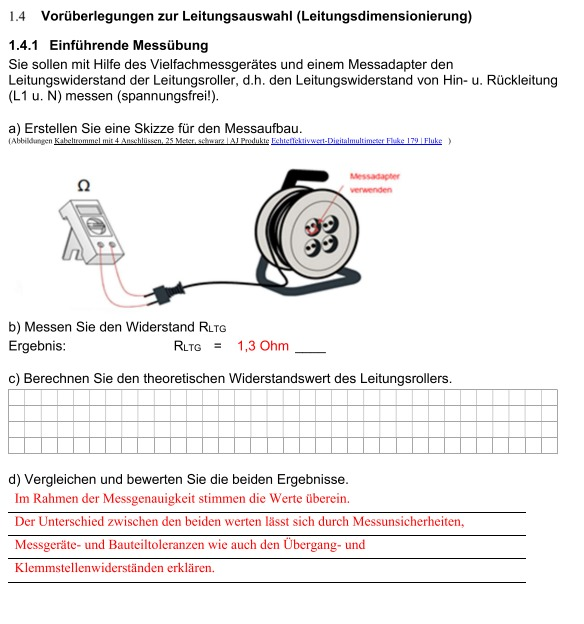 1.4 Vorüberlegungen zur Leitungsauswahl (Leitungsdimensionierung)
1.4.1 Einführende Messübung
Sie sollen mit Hilfe des Vielfachmessgerätes und einem Messadapter den
Leitungswiderstand der Leitungsroller, d.h. den Leitungswiderstand von Hin- u. Rückleitung
(L1 u. N) messen (spannungsfrei!).
a) Erstellen Sie eine Skizze für den Messaufbau.
(Abbildungen Kabeltrommel mit 4 Anschlüssen, 25 Meter, schwarz | AJ Produkte Echteffektivwert-Digitalmultimeter Fluke 179 | Fluke )
Ω
Messadapter
verwenden
b) Messen Sie den Widerstand RLTG
Ergebnis: RLTG = 1,3 Ohm ____
c) Berechnen Sie den theoretischen Widerstandswert des Leitungsrollers.
d) Vergleichen und bewerten Sie die beiden Ergebnisse.
Im Rahmen der Messgenauigkeit stimmen die Werte überein.
Der Unterschied zwischen den beiden werten lässt sich durch Messunsicherheiten,
Messgeräte- und Bauteiltoleranzen wie auch den Übergang- und
Klemmstellenwiderständen erklären.